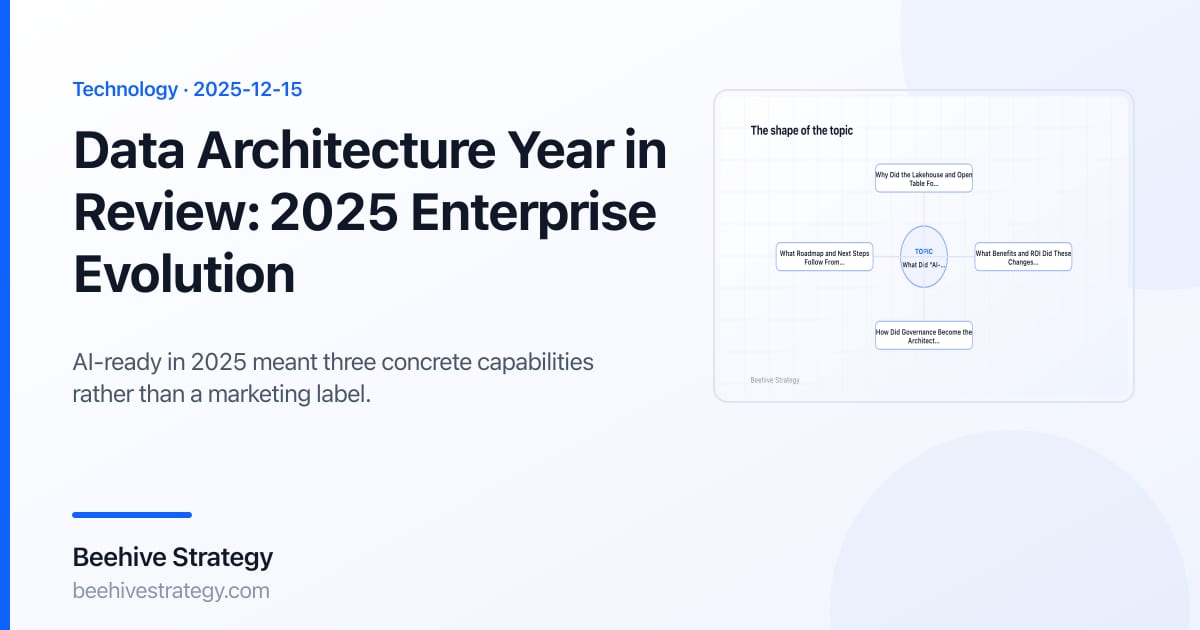 Technology · 2025-12-15
Data Architecture Year in
Review: 2025 Enterprise
Evolution
AI-ready in 2025 meant three concrete capabilities
rather than a marketing label.
Beehive Strategy
beehivestrategy.com
The shape of the topic
Why Did the Lakehouse and Open
Table Fo...
What Roadmap and Next Steps
Follow From...
TOPIC
What Did "AI-...
What Benefits and ROI Did These
Changes...
How Did Governance Become the
Architect...
Beehive Strategy